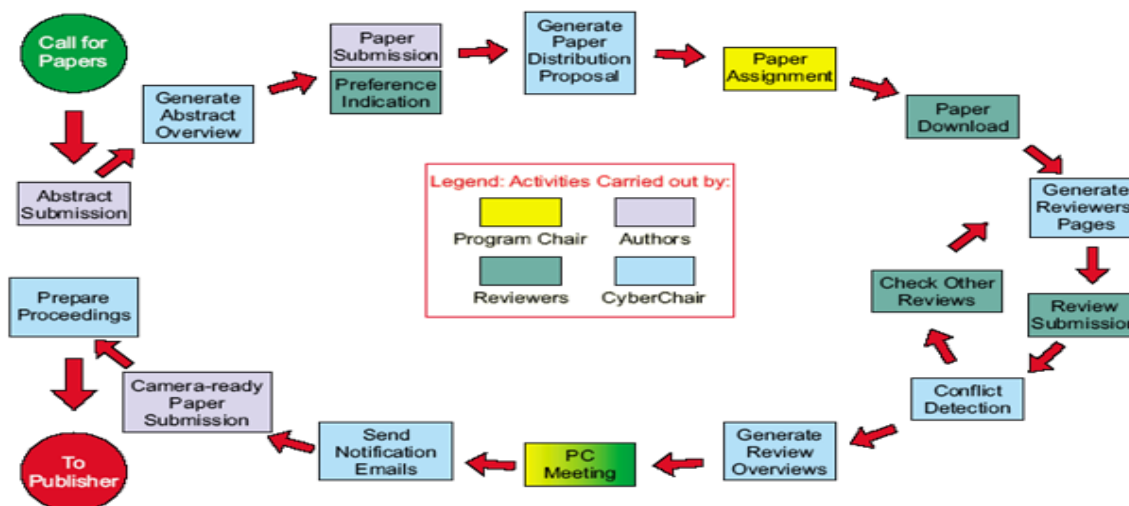 Call for
Papers
Abstract
Submission
Generate
Abstract
Overview
Paper
Submission
Preference
Indication
Generate
Paper
Distribution
Proposal
Paper
Assignment
Paper
Download
Generate
Reviewers
Pages
Review
Submission
Conflict
Detection
Check Other
Reviews
Generate
Review
Overviews
PC
Meeting
Send
Notification
Emails
Camera-ready
Paper
Submission
Prepare
Proceedings
To
Publisher
Legend: Activities Carried out by:
Program Chair
Authors
Reviewers
CyberChair